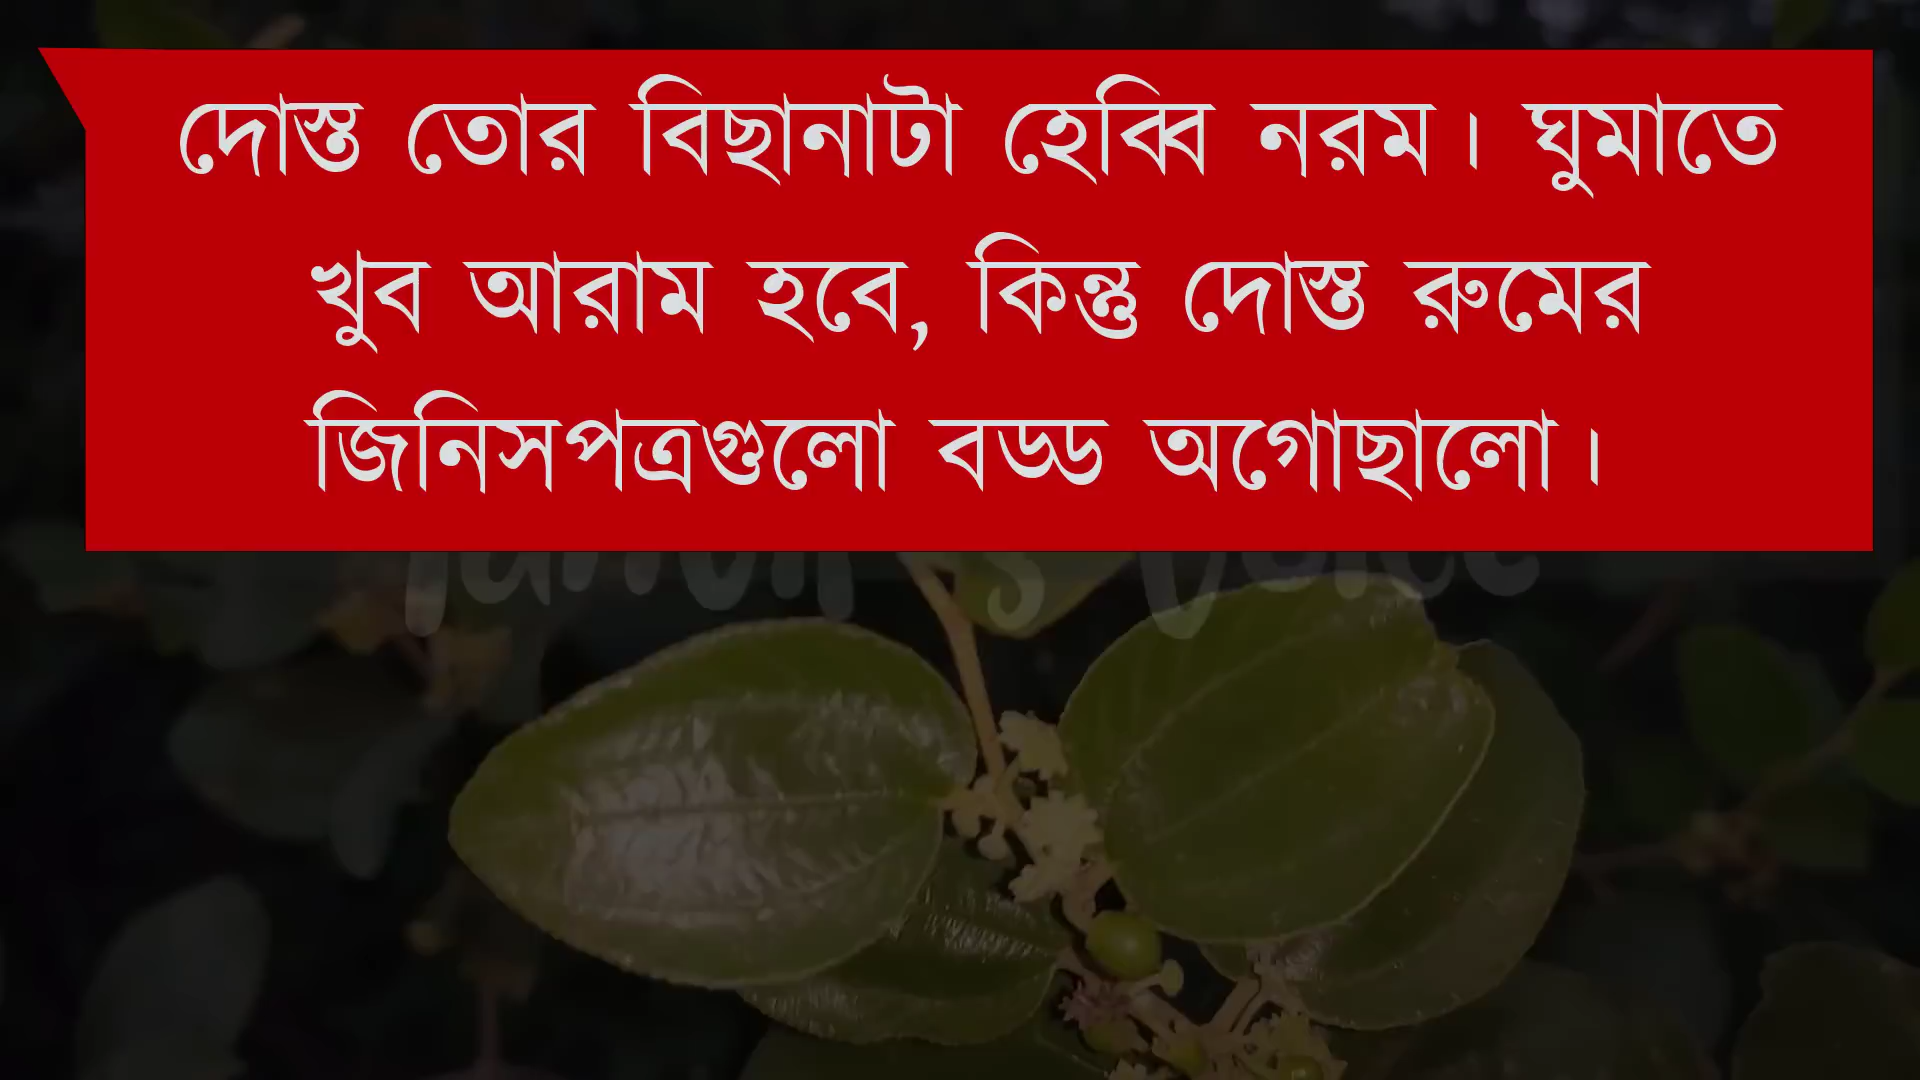 দোস্ত তোর বিছানাটা হেব্বি নরম। ঘুমাতে
খুব আরাম হবে, কিন্তু দোস্ত রুমের
জিনিসপত্রগুলো বড্ড অগোছালো।